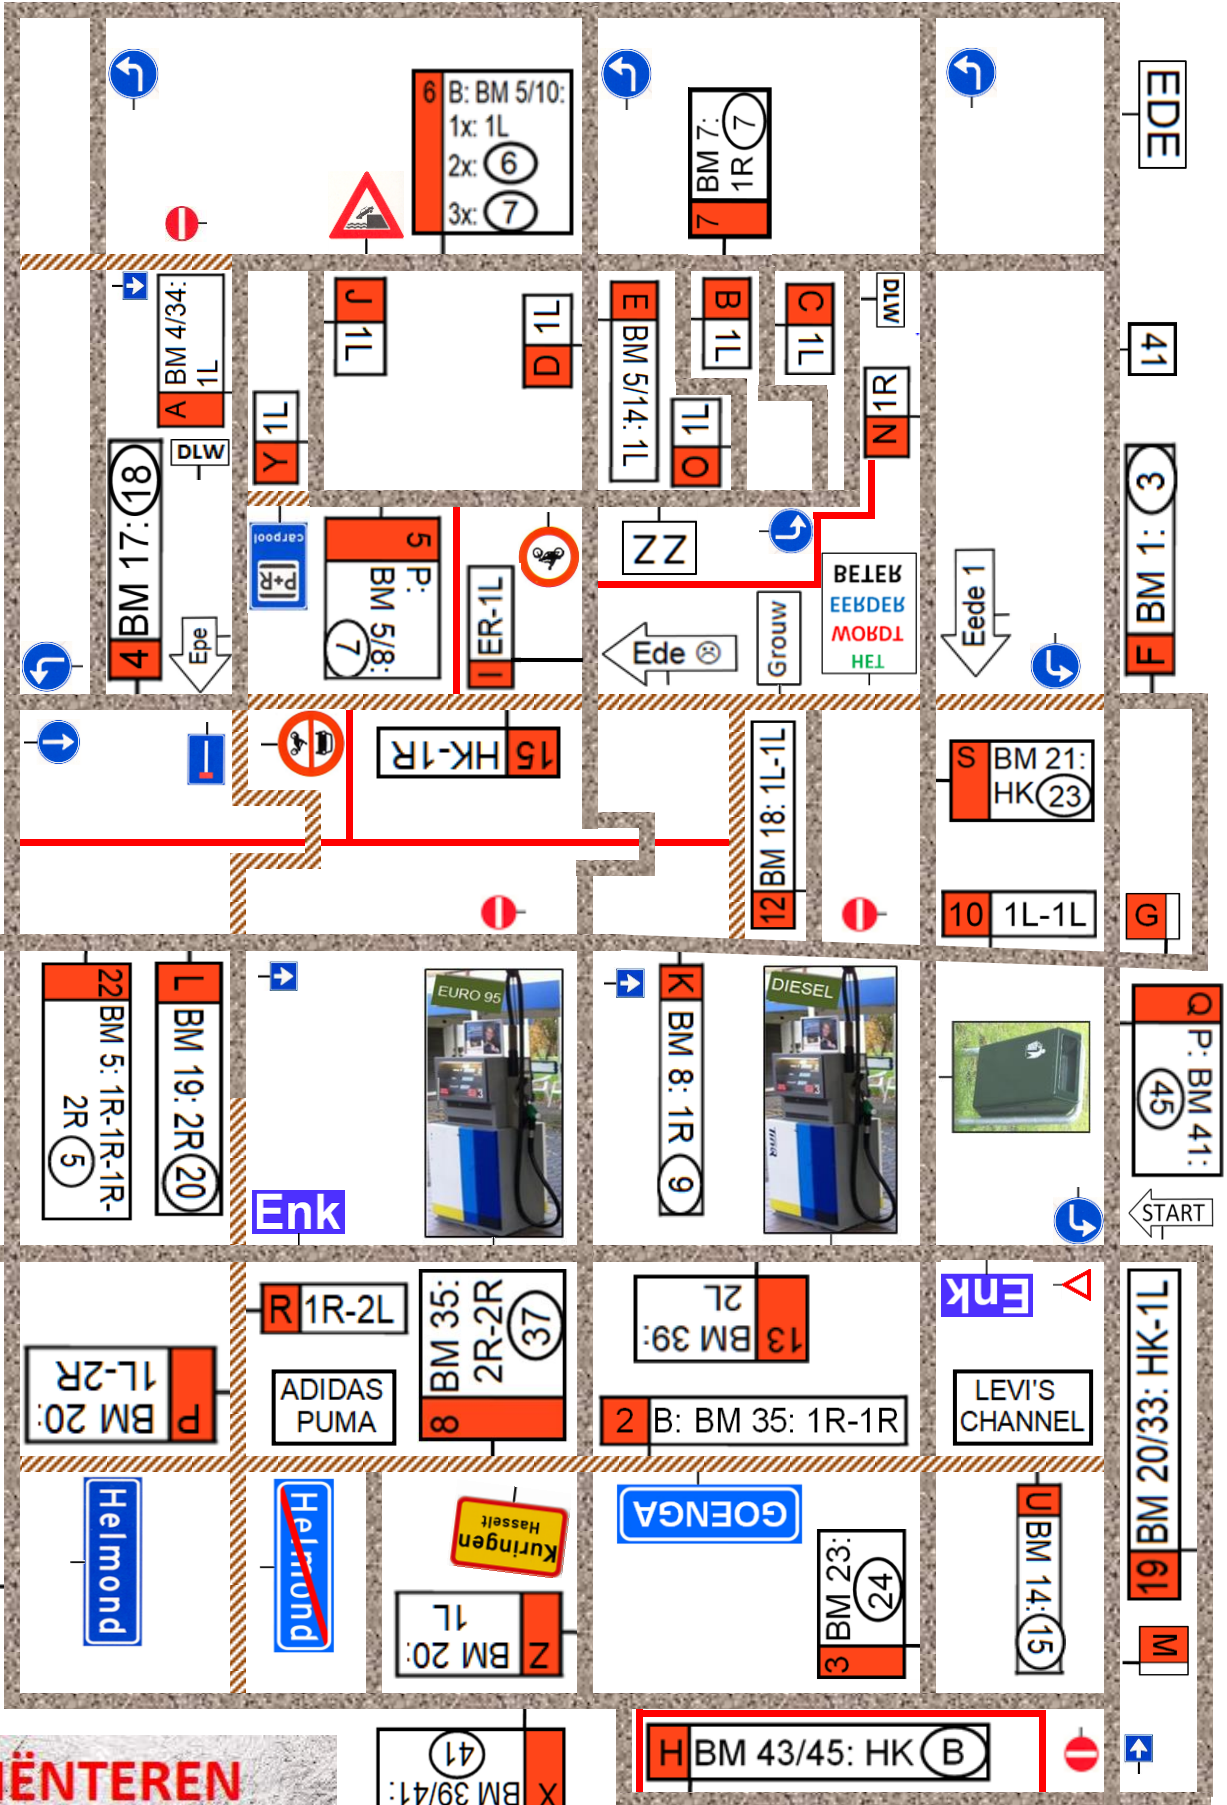 EDE
6 B: BM 5/10:
1x: 1L
2x: 6
3x: 7
7 BM 7:
1R 7
A BM 4/34:
1L
J 1L
D 1L
E BM 5/14: 1L
B 1L
C 1L
DLW
41
Y 1L
O 1L
N 1R
4 BM 17: 18
DLW
F BM 1: 3
carpool
P+R
5 P:
BM 5/8:
7
I ER-1L
ZZ
HET
WORDT
EERDER
BETER
Epe
Ede
Grouw
Eede 1
15 HK-1R
12 BM 18: 1L-1L
S BM 21:
HK 23
10 1L-1L
G
22 BM 5: 1R-1R-1R-
2R 5
L BM 19: 2R 20
EURO 95
K BM 8: 1R 9
DIESEL
Q P: BM 41:
45
Enk
START
R 1R-2L
8 BM 35:
2R-2R
37
13 BM 39:
2L
Enk
19 BM 20/33: HK-1L
P BM 20:
1L-2R
ADIDAS
PUMA
2 B: BM 35: 1R-1R
LEVI'S
CHANNEL
Helmond
Helmond
Kuringen
Hasselt
GOENGA
3 BM 23:
24
U BM 14: 15
Z BM 20:
1L
M
IËNTEREN
X BM 39/41:
41
H BM 43/45: HK B